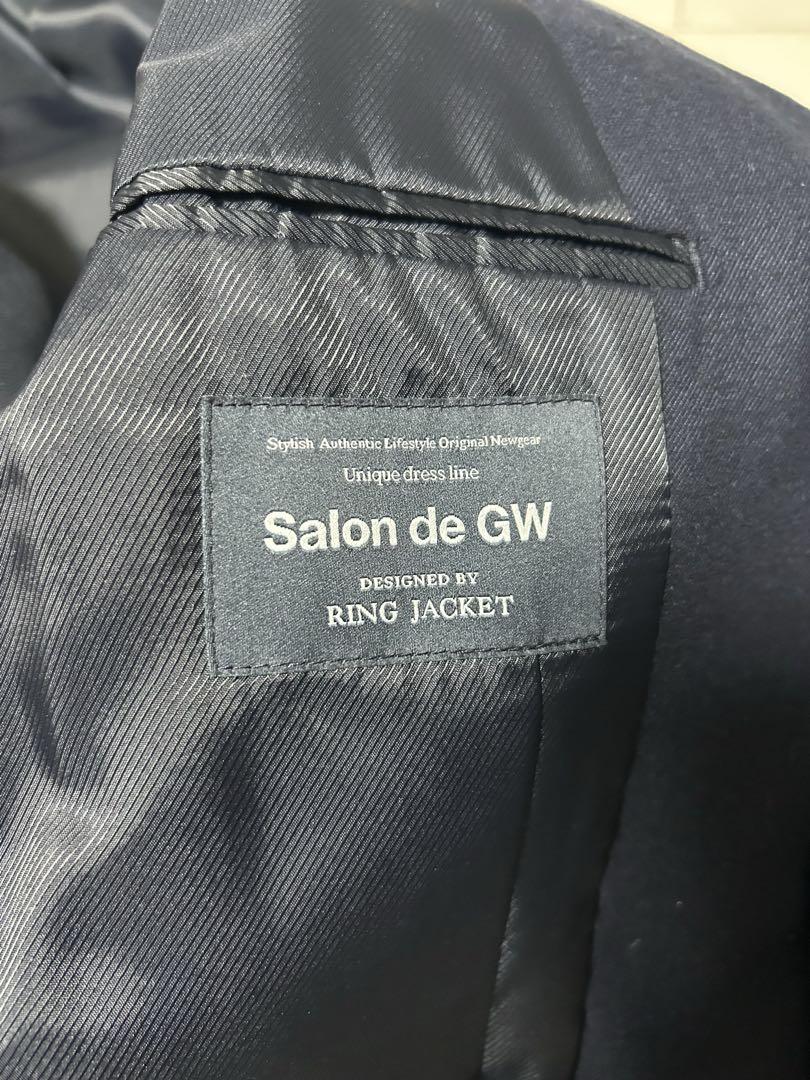 Stylish Authentic Lifestyle Original Newgear
Unique dress line
Salon de GW
DESIGNED BY
RING JACKET